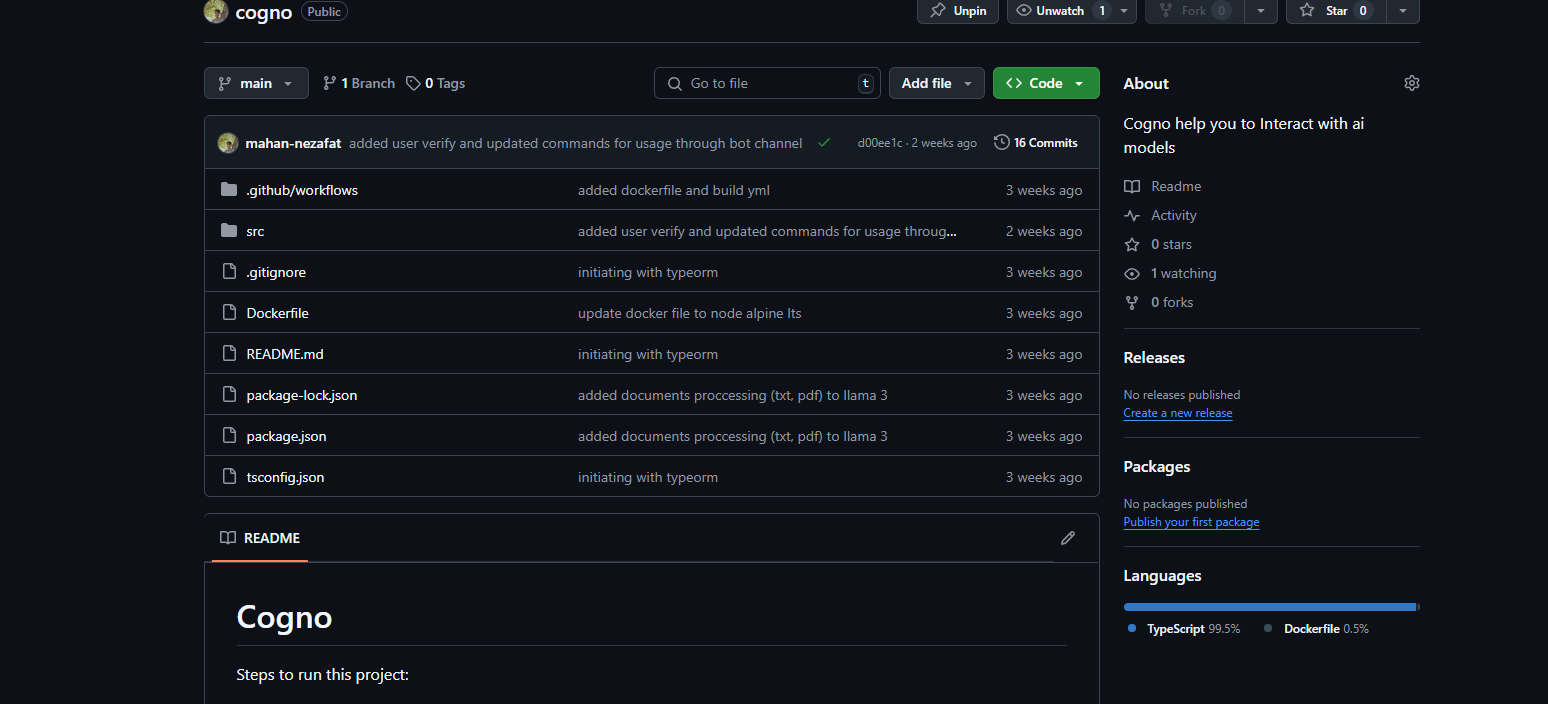 cogno Public Unpin Unwatch 1 Fork 0 Star 0
main 1 Branch 0 Tags Go to file t Add file Code
mahan-nezafat added user verify and updated commands for usage through bot channel d00ee1c · 2 weeks ago 16 Commits
.github/workflows added dockerfile and build yml 3 weeks ago
src added user verify and updated commands for usage throug... 2 weeks ago
.gitignore initiating with typeorm 3 weeks ago
Dockerfile update docker file to node alpine lts 3 weeks ago
README.md initiating with typeorm 3 weeks ago
package-lock.json added documents proccessing (txt, pdf) to llama 3 3 weeks ago
package.json added documents proccessing (txt, pdf) to llama 3 3 weeks ago
tsconfig.json initiating with typeorm 3 weeks ago
README
Cogno
Steps to run this project:
About
Cogno help you to Interact with ai
models
Readme
Activity
0 stars
1 watching
0 forks
Releases
No releases published
Create a new release
Packages
No packages published
Publish your first package
Languages
TypeScript 99.5% Dockerfile 0.5%